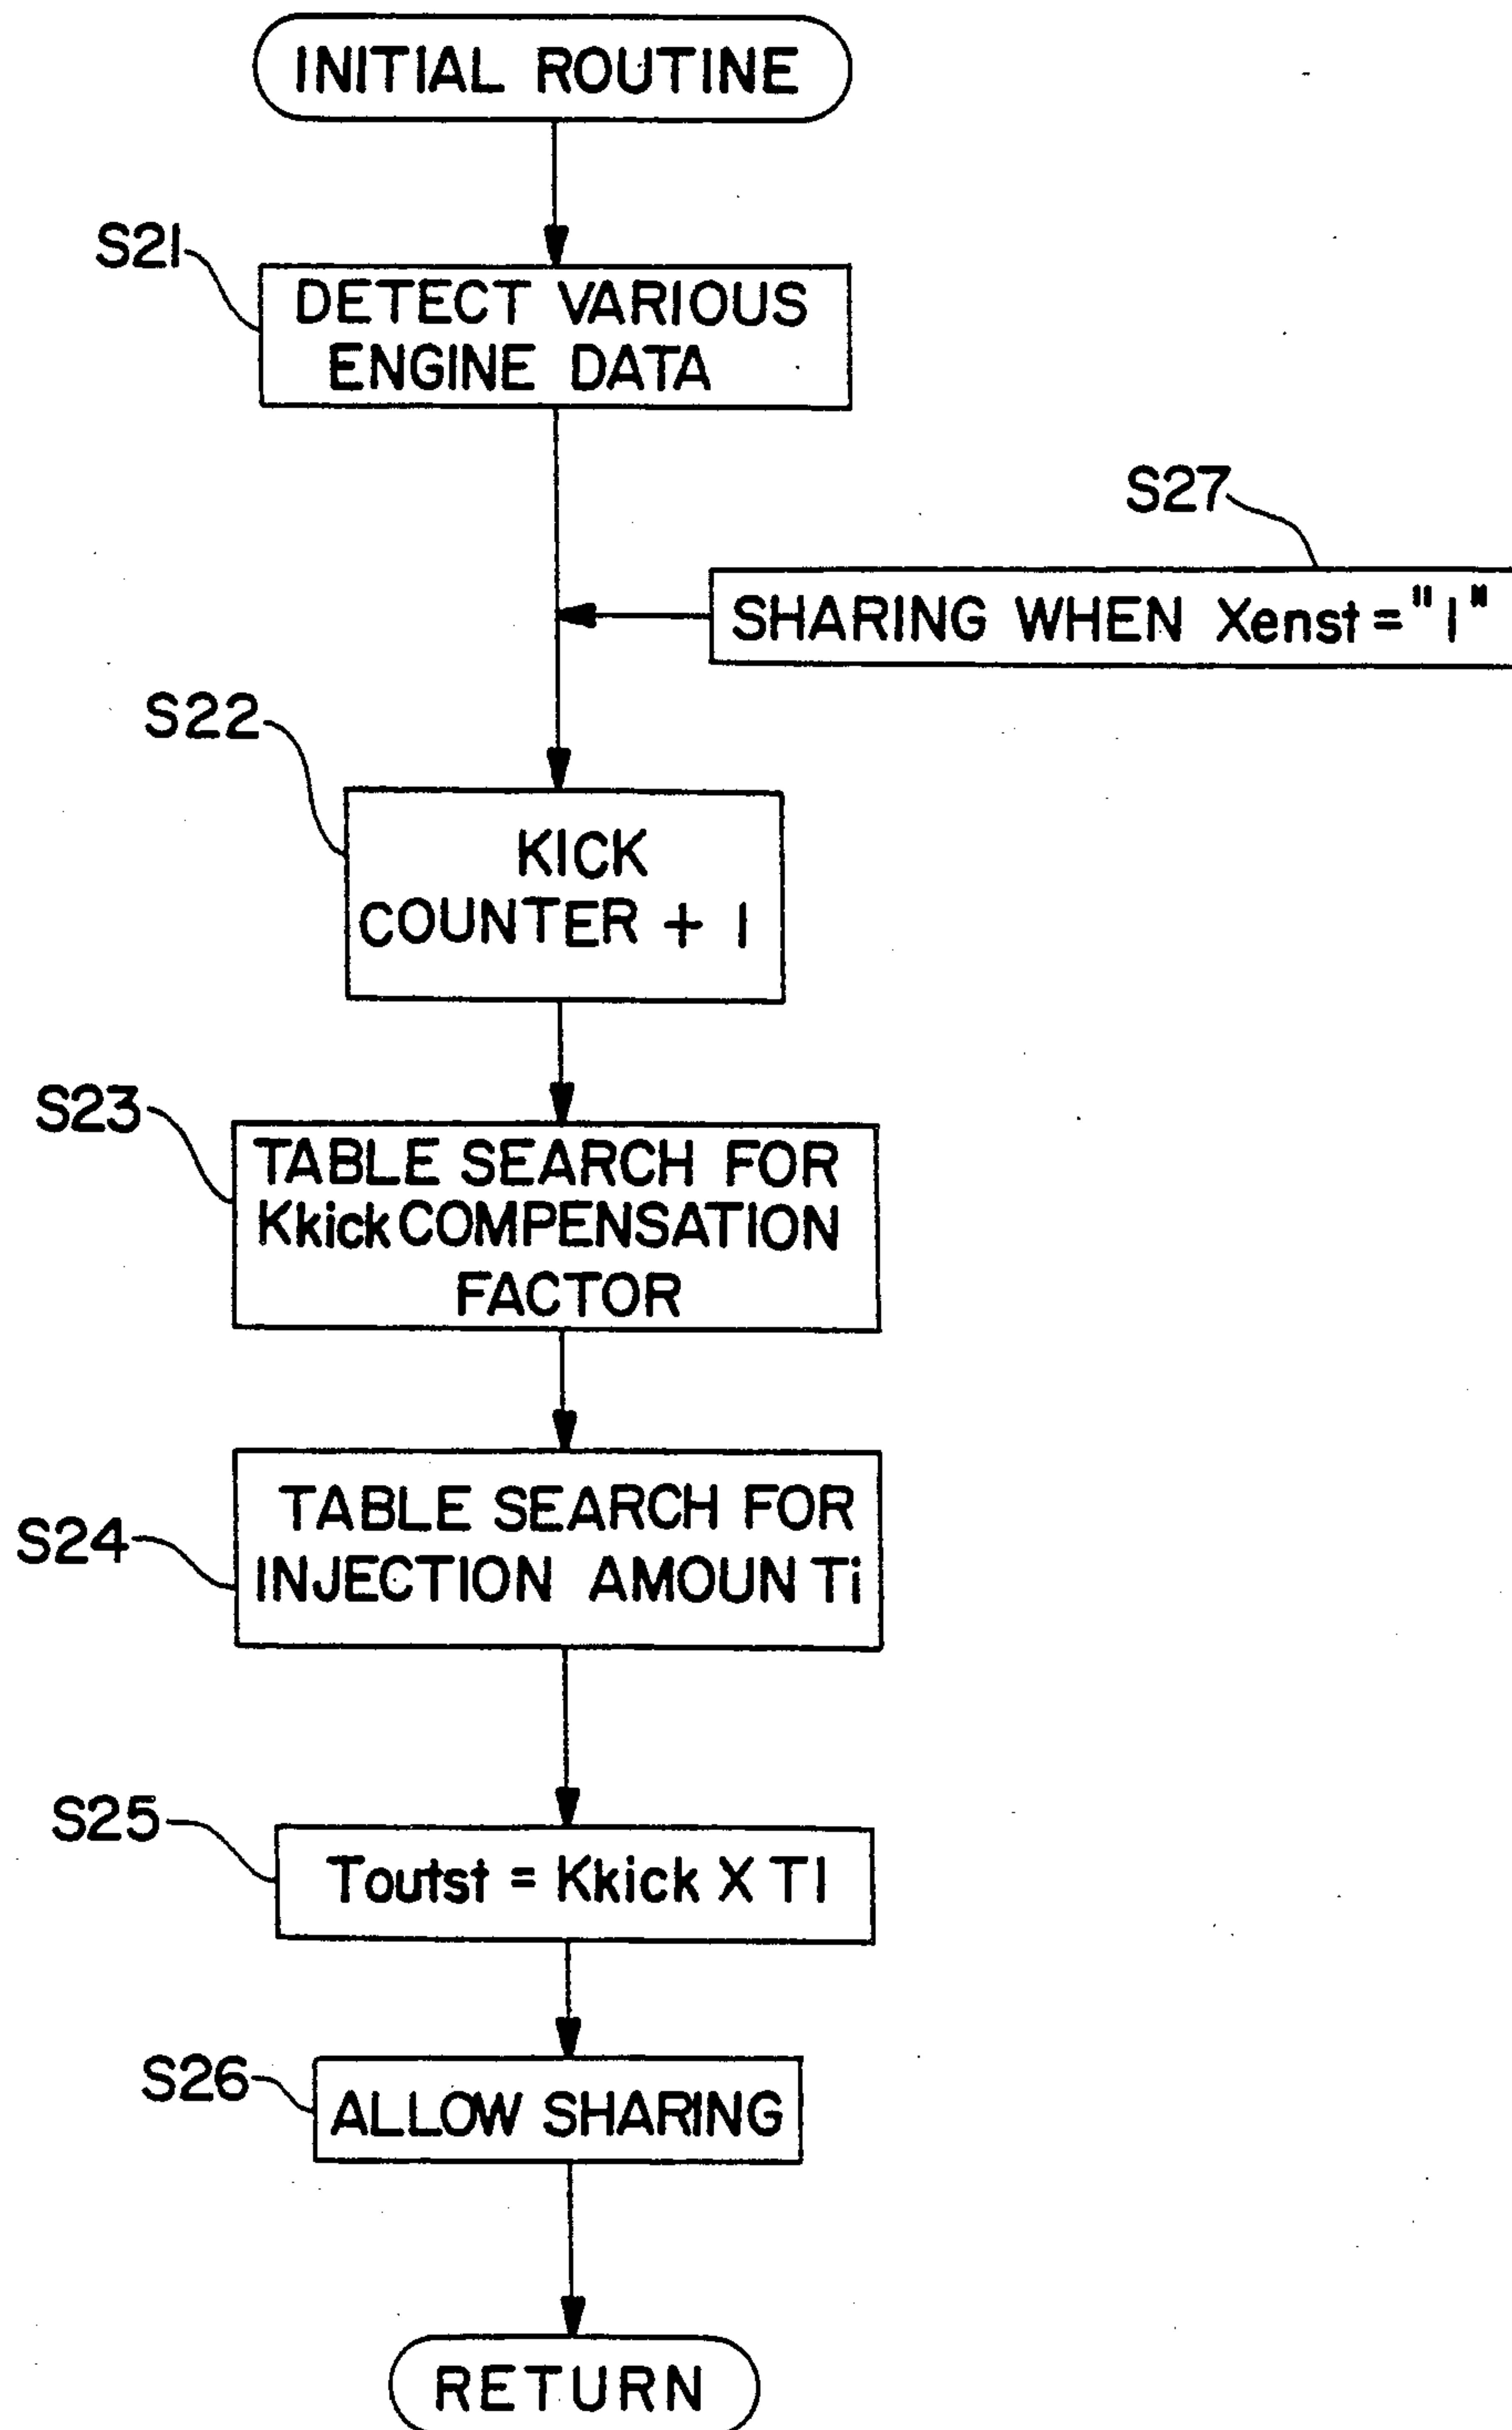 INITIAL ROUTINE
S21
DETECT VARIOUS
ENGINE DATA
S27
SHARING WHEN Xenst = "1"
S22
KICK
COUNTER + 1
S23
TABLE SEARCH FOR
Kkick COMPENSATION
FACTOR
S24
TABLE SEARCH FOR
INJECTION AMOUN Ti
S25
Toutst = Kkick X TI
S26
ALLOW SHARING
RETURN